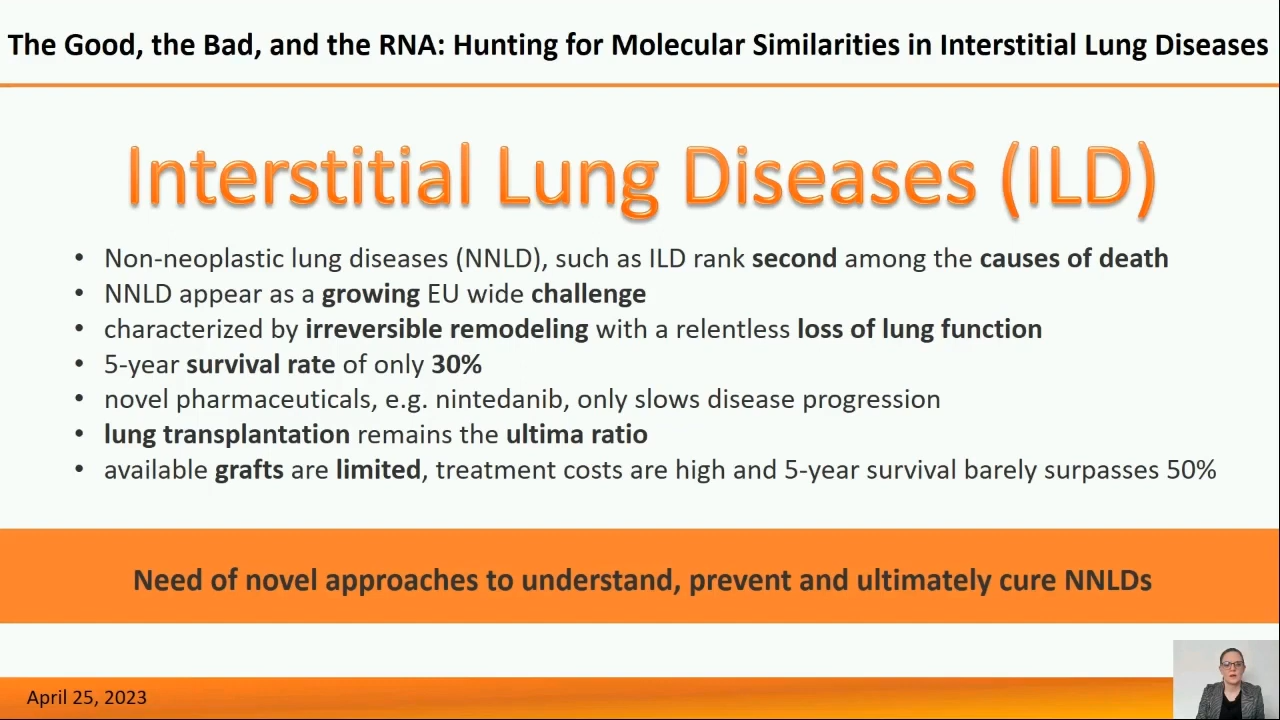 The Good, the Bad, and the RNA: Hunting for Molecular Similarities in Interstitial Lung Diseases
Interstitial Lung Diseases (ILD)
• Non-neoplastic lung diseases (NNLD), such as ILD rank second among the causes of death
• NNLD appear as a growing EU wide challenge
• characterized by irreversible remodeling with a relentless loss of lung function
• 5-year survival rate of only 30%
• novel pharmaceuticals, e.g. nintedanib, only slows disease progression
• lung transplantation remains the ultima ratio
• available grafts are limited, treatment costs are high and 5-year survival barely surpasses 50%
Need of novel approaches to understand, prevent and ultimately cure NNLDs
April 25, 2023